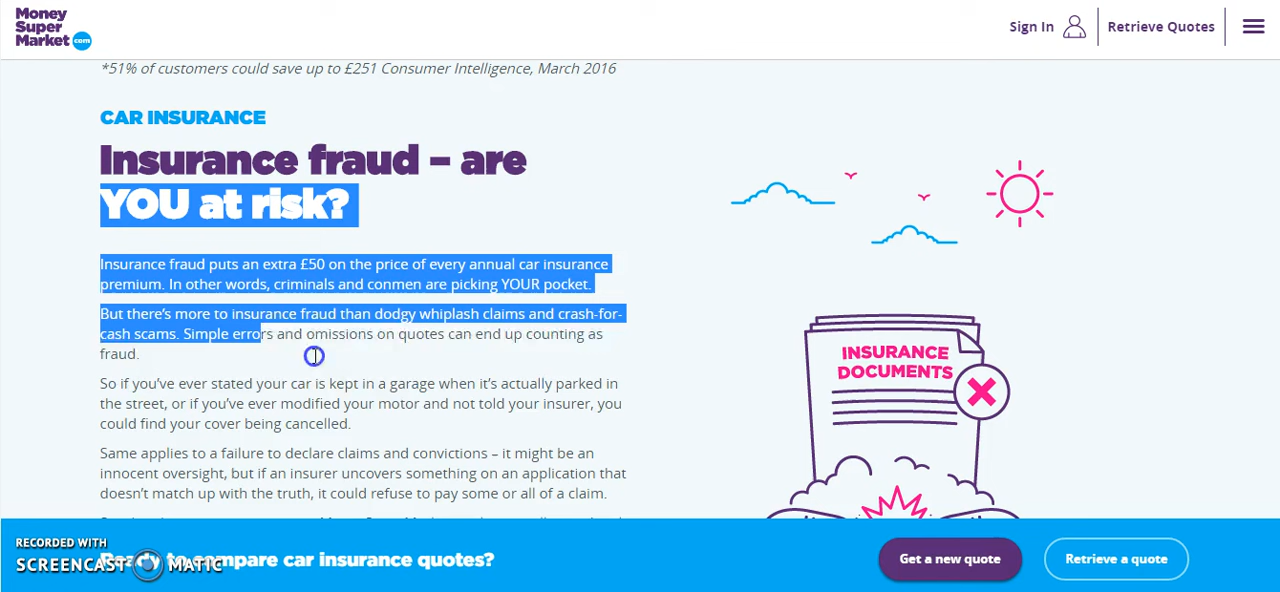 Money
Super
Market com
Sign In
Retrieve Quotes
*51% of customers could save up to £251 Consumer Intelligence, March 2016
CAR INSURANCE
Insurance fraud – are
YOU at risk?
Insurance fraud puts an extra £50 on the price of every annual car insurance
premium. In other words, criminals and conmen are picking YOUR pocket.
But there's more to insurance fraud than dodgy whiplash claims and crash-for-
cash scams. Simple errors and omissions on quotes can end up counting as
fraud.
So if you've ever stated your car is kept in a garage when it's actually parked in
the street, or if you've ever modified your motor and not told your insurer, you
could find your cover being cancelled.
Same applies to a failure to declare claims and convictions – it might be an
innocent oversight, but if an insurer uncovers something on an application that
doesn't match up with the truth, it could refuse to pay some or all of a claim.
INSURANCE
DOCUMENTS
Ready to compare car insurance quotes?
Get a new quote
Retrieve a quote
RECORDED WITH
SCREENCAST MATIC